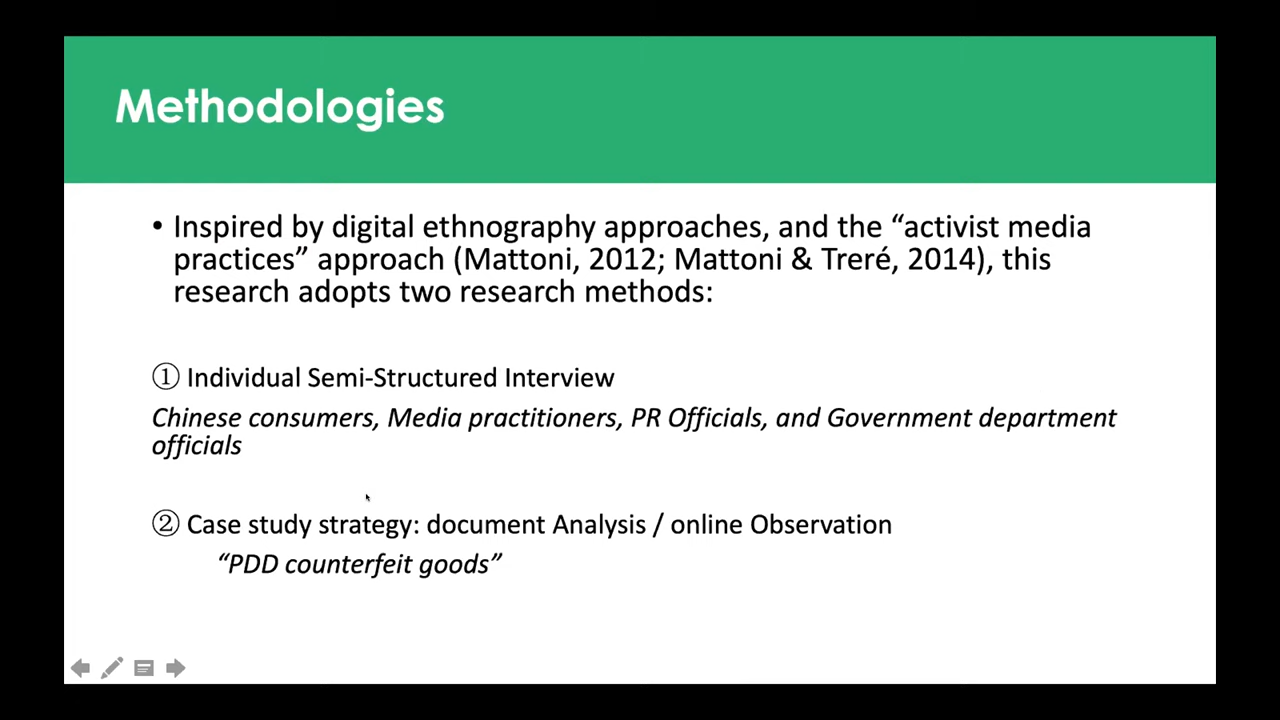 Methodologies
• Inspired by digital ethnography approaches, and the “activist media
practices” approach (Mattoni, 2012; Mattoni & Treré, 2014), this
research adopts two research methods:
① Individual Semi-Structured Interview
Chinese consumers, Media practitioners, PR Officials, and Government department
officials
② Case study strategy: document Analysis / online Observation
“PDD counterfeit goods”